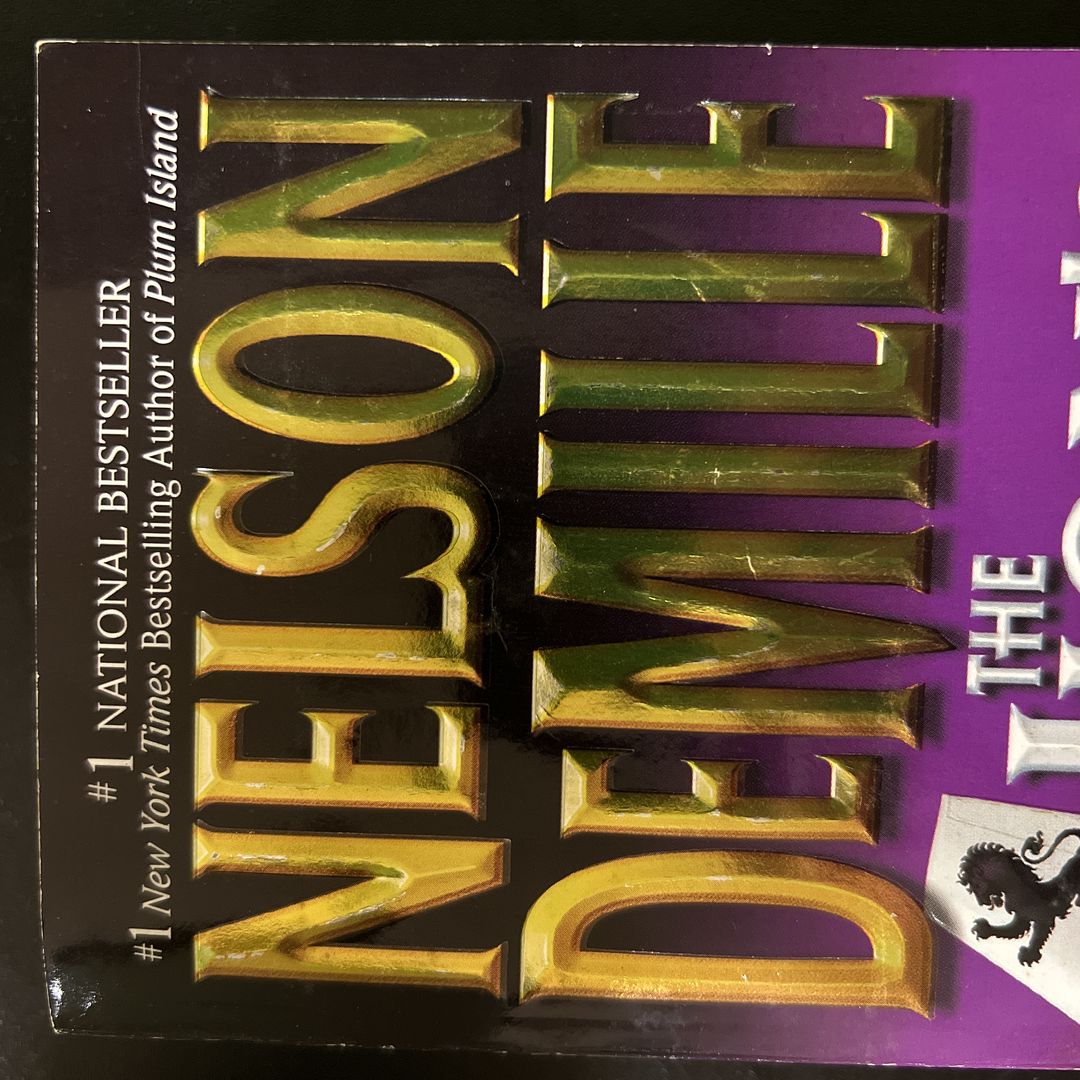 #1 NATIONAL BESTSELLER
#1 New York Times Bestselling Author of Plum Island
NELSON
DEMILLE
THE